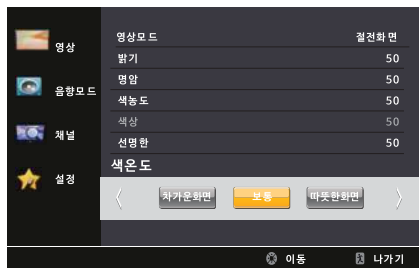 영상
음향모드
채널
설정
영상모드 절전화면
밝기 50
명암 50
색농도 50
색상 50
선명한 50
색온도
차가운화면 보통 따뜻한화면
이동 나가기